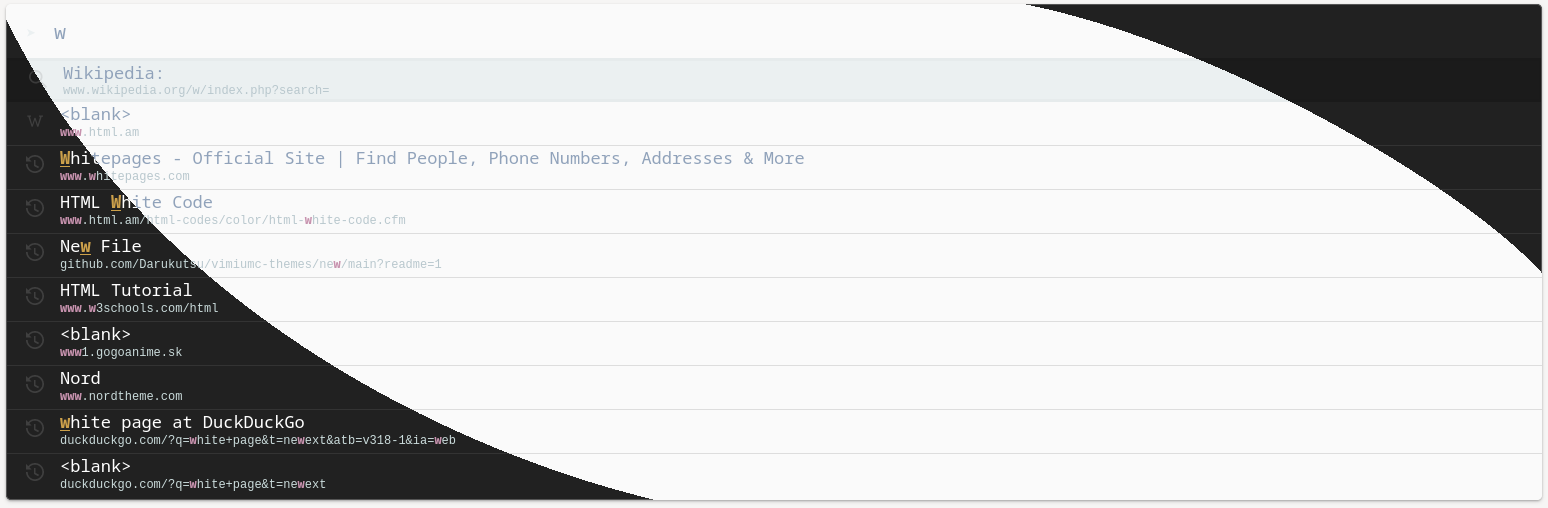 w
Wikipedia:
www.wikipedia.org/w/index.php?search=
W
<blank>
www.html.am
Whitepages - Official Site | Find People, Phone Numbers, Addresses & More
www.whitepages.com
HTML White Code
www.html.am/html-codes/color/html-white-code.cfm
New File
github.com/Darukutsu/vimiumc-themes/new/main?readme=1
HTML Tutorial
www.w3schools.com/html
<blank>
www1.gogoanime.sk
Nord
www.nordtheme.com
white page at DuckDuckGo
duckduckgo.com/?q=white+page&t=newext&atb=v318-1&ia=web
<blank>
duckduckgo.com/?q=white+page&t=newext